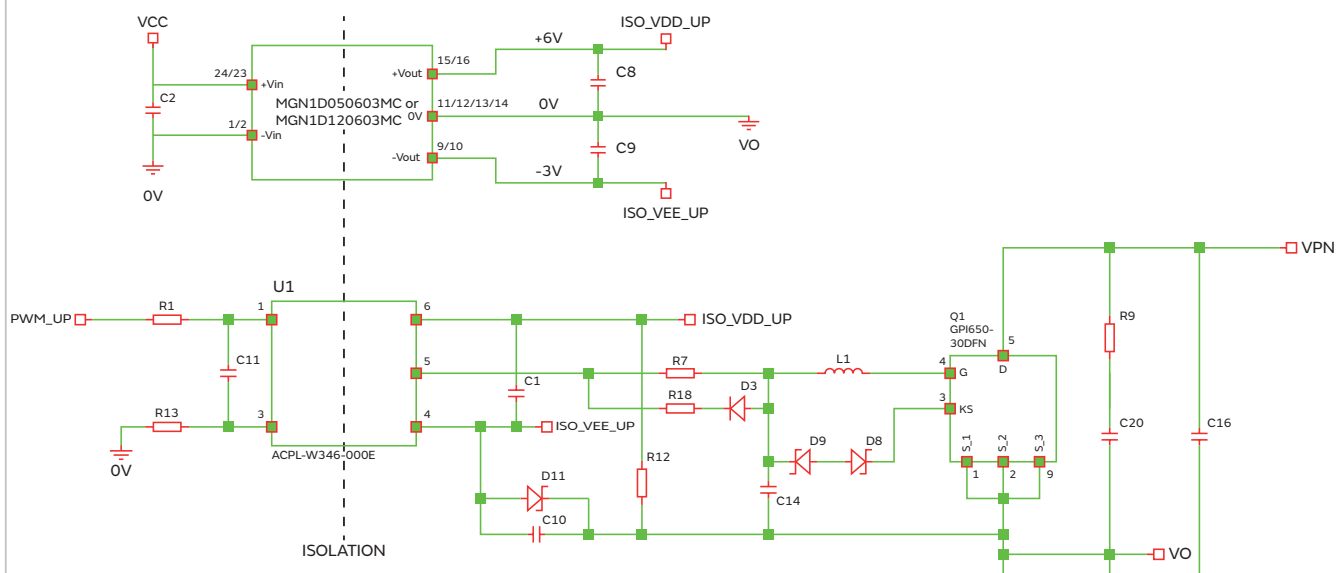 VCC
ISO_VDD_UP
+6V
24/23
+Vin
15/16
+Vout
C8
C2
MGN1D050603MC or
MGN1D120603MC
0V
11/12/13/14
0V
1/2
-Vin
VO
C9
-Vout
9/10
-3V
0V
ISO_VEE_UP
VPN
U1
PWM_UP
R1
1
6
ISO_VDD_UP
Q1
GPI650-
30DFN
5
D
R9
C11
5
R7
L1
4
G
C1
R18
D3
3
KS
R13
3
4
ISO_VEE_UP
0V
ACPL-W346-000E
R12
D9
D8
S_1
S_2
S_3
1
2
9
C20
C16
D11
C14
C10
ISOLATION
VO